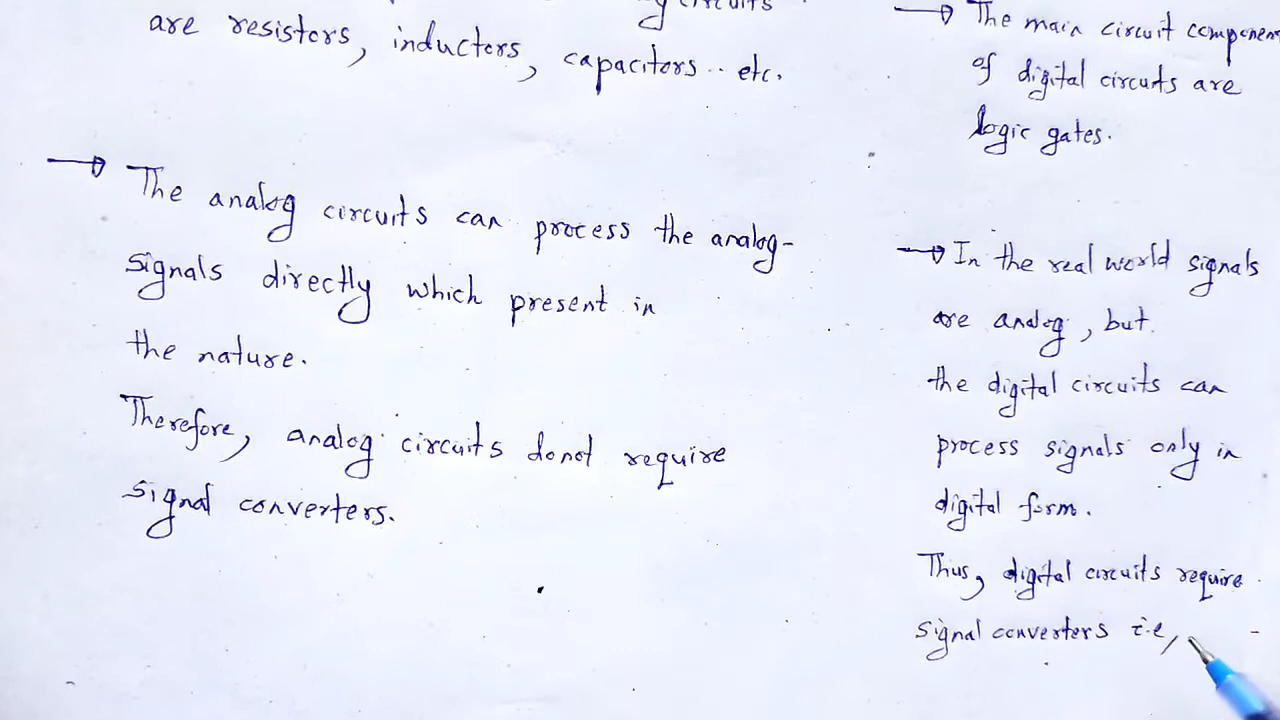 circuits
are resistors, inductors, capacitors.. etc.
→ The analog circuits can process the analog-
signals directly which present in
the nature.
Therefore, analog circuits donot require
signal converters.
→ The main circuit componen
of digital circuits are
logic gates.
→ In the real world signals
are analog, but
the digital circuits can
process signals only in
digital form.
Thus, digital circuits require
signal converters i.e,